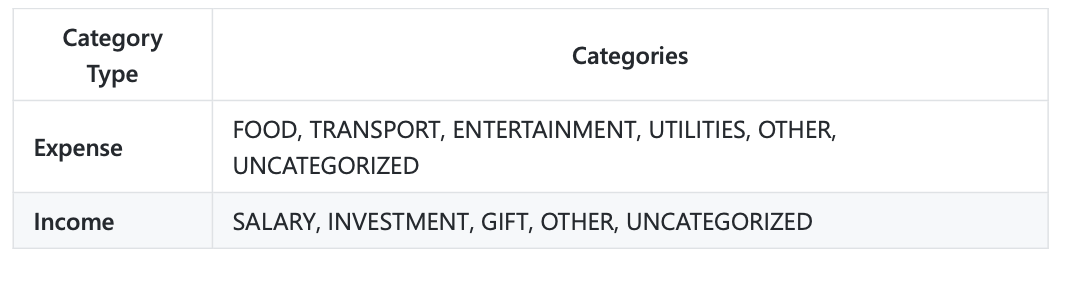 Category
Type
Categories
Expense
FOOD, TRANSPORT, ENTERTAINMENT, UTILITIES, OTHER,
UNCATEGORIZED
Income
SALARY, INVESTMENT, GIFT, OTHER, UNCATEGORIZED